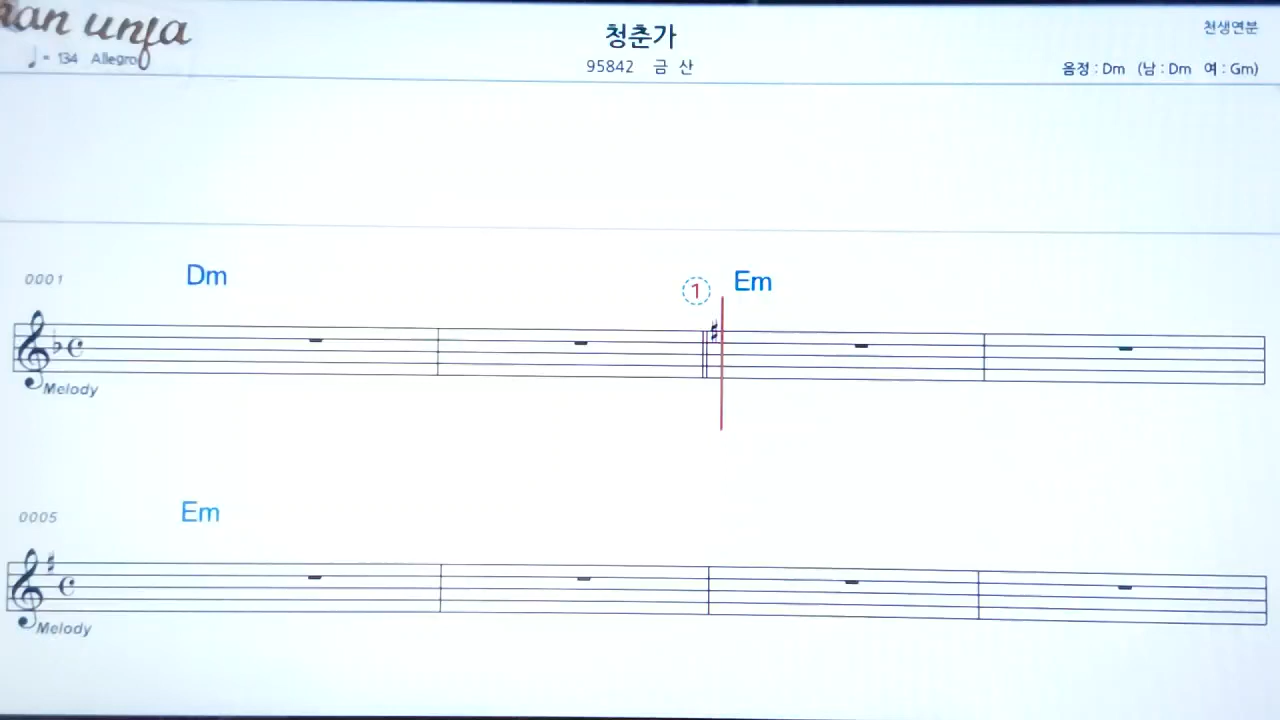 unja
청춘가
천생연분
♩= 134 Allegro
95842 금 산
음정 : Dm (남 : Dm 여 : Gm)
0001 Dm 1 Em
Melody
0005 Em
Melody